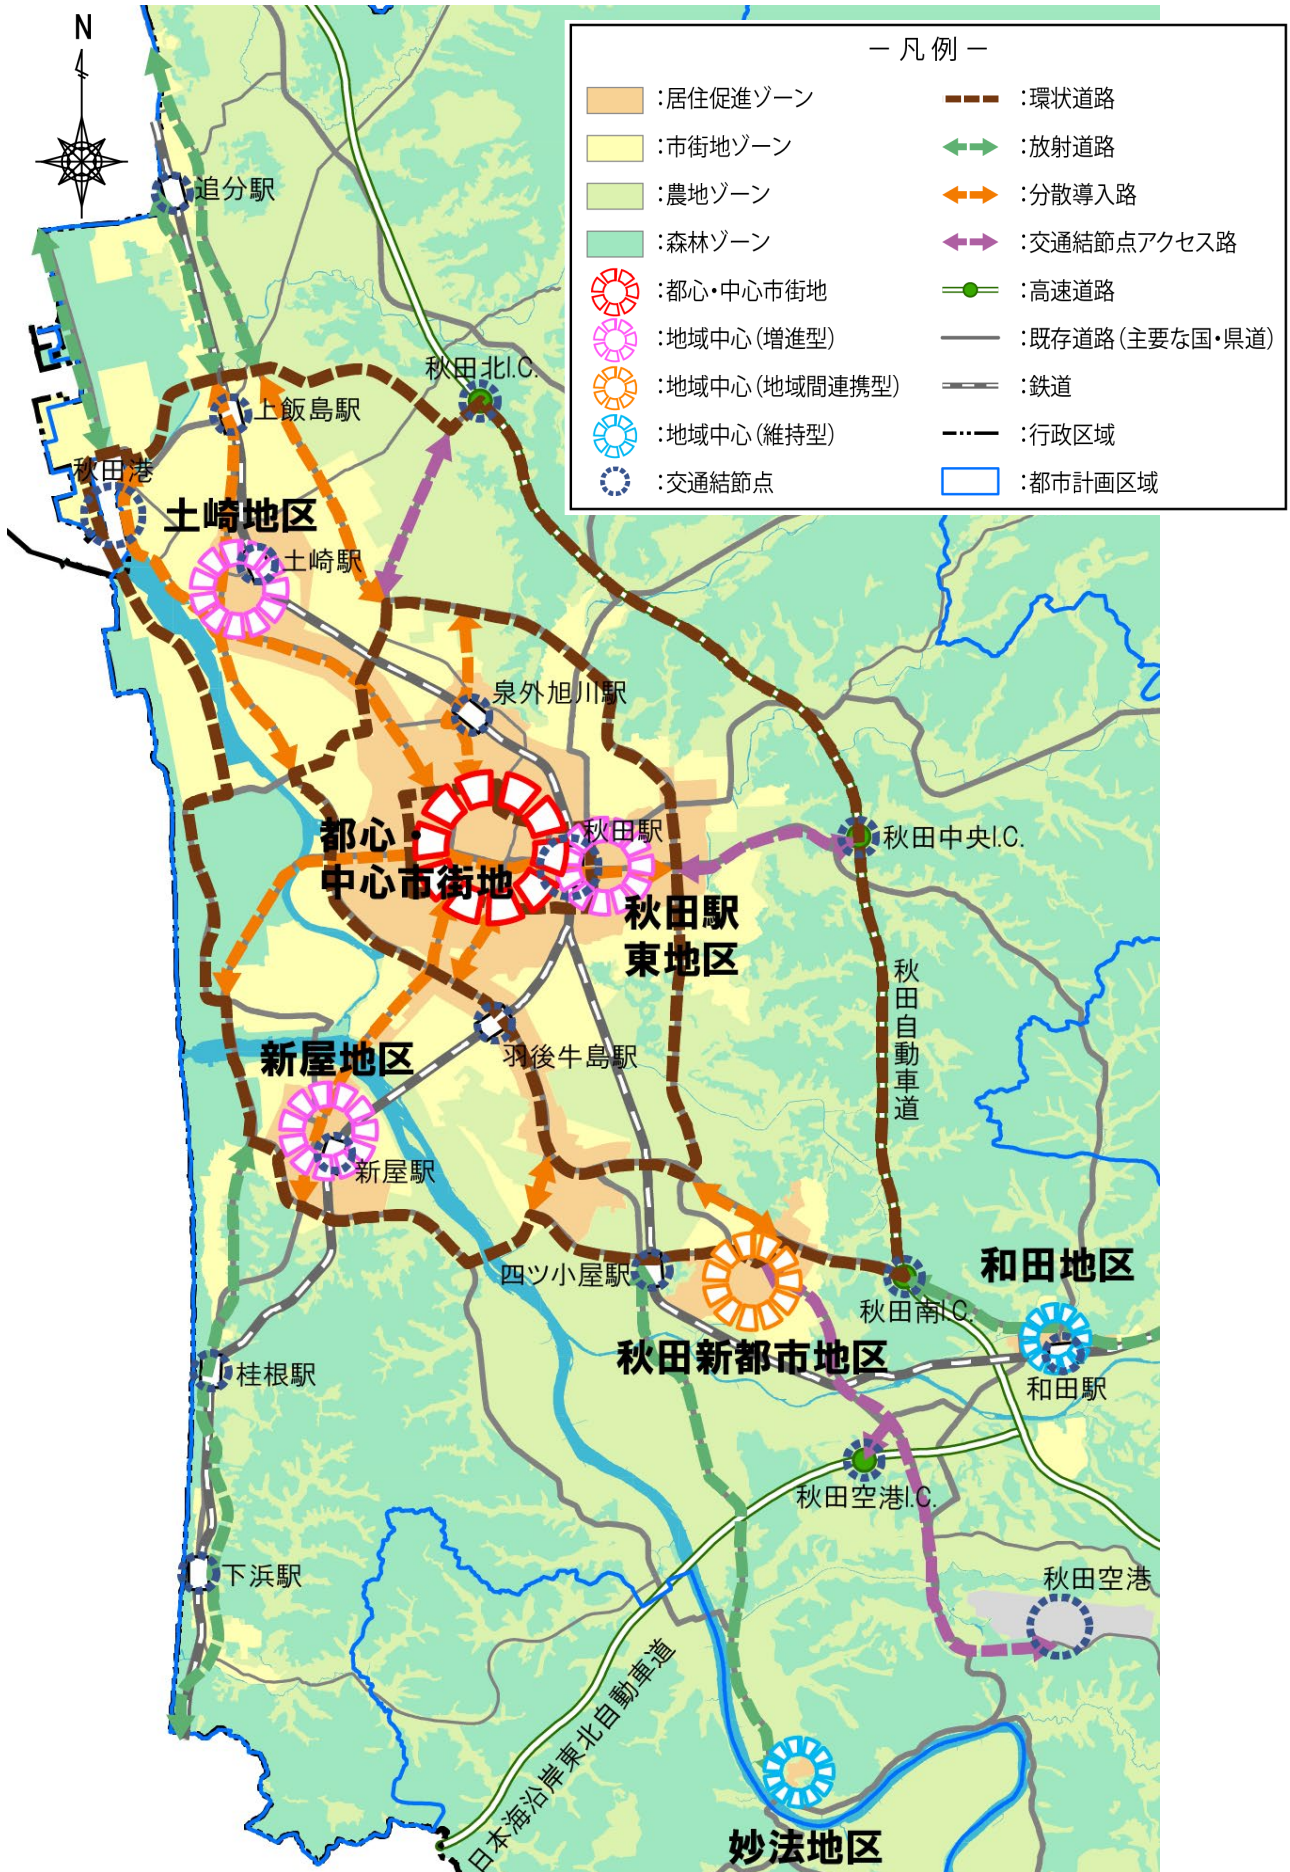 N
－凡例－
：居住促進ゾーン
：市街地ゾーン
：農地ゾーン
：森林ゾーン
：都心・中心市街地
：地域中心（増進型）
：地域中心（地域間連携型）
：地域中心（維持型）
：交通結節点
：環状道路
：放射道路
：分散導入路
：交通結節点アクセス路
：高速道路
：既存道路（主要な国・県道）
：鉄道
：行政区域
：都市計画区域
追分駅
秋田北I.C.
上飯島駅
秋田港
土崎地区
土崎駅
泉外旭川駅
都心・
中心市街地
秋田駅
秋田中央I.C.
秋田駅
東地区
秋田自動車道
新屋地区
羽後牛島駅
新屋駅
四ツ小屋駅
和田地区
秋田南I.C.
秋田新都市地区
桂根駅
和田駅
秋田空港I.C.
下浜駅
秋田空港
日本海沿岸東北自動車道
妙法地区